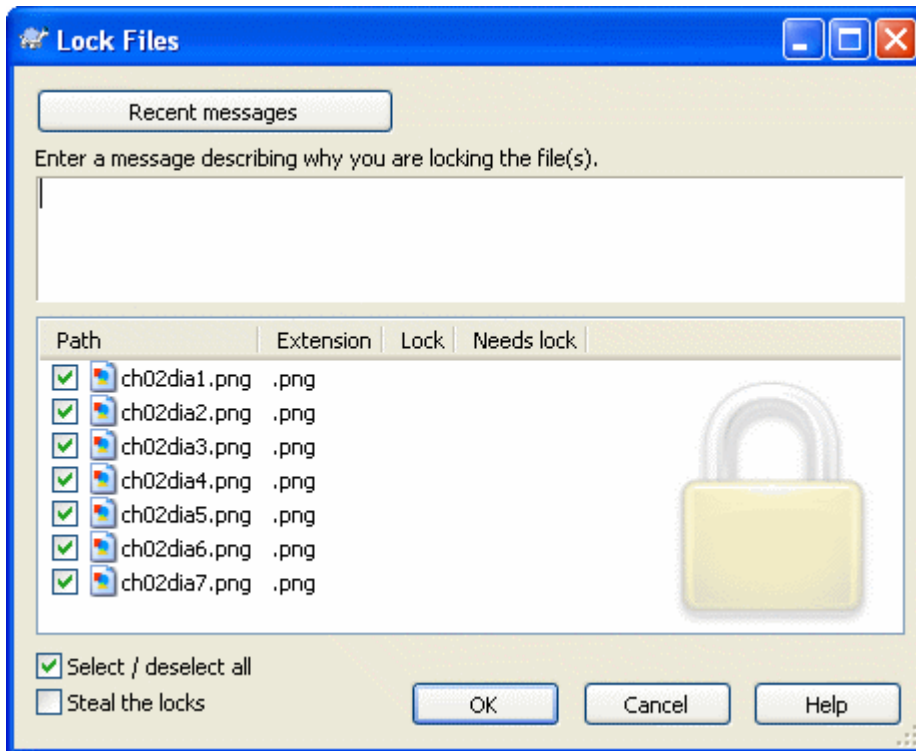 Lock Files
Recent messages
Enter a message describing why you are locking the file(s).
Path Extension Lock Needs lock
ch02dia1.png .png
ch02dia2.png .png
ch02dia3.png .png
ch02dia4.png .png
ch02dia5.png .png
ch02dia6.png .png
ch02dia7.png .png
Select / deselect all
Steal the locks
OK Cancel Help